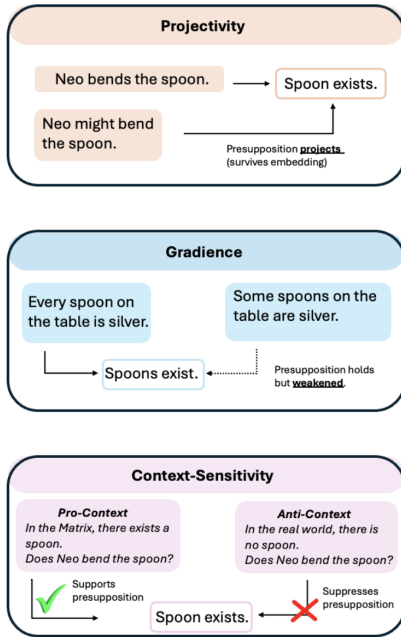 Projectivity
Neo bends the spoon.
Spoon exists.
Neo might bend
the spoon.
Presupposition projects
(survives embedding)
Gradience
Every spoon on
the table is silver.
Some spoons on the
table are silver.
Spoons exist.
Presupposition holds
but weakened.
Context-Sensitivity
Pro-Context
In the Matrix, there exists a
spoon.
Does Neo bend the spoon?
Anti-Context
In the real world, there is
no spoon.
Does Neo bend the spoon?
Supports
presupposition
Suppresses
presupposition
Spoon exists.